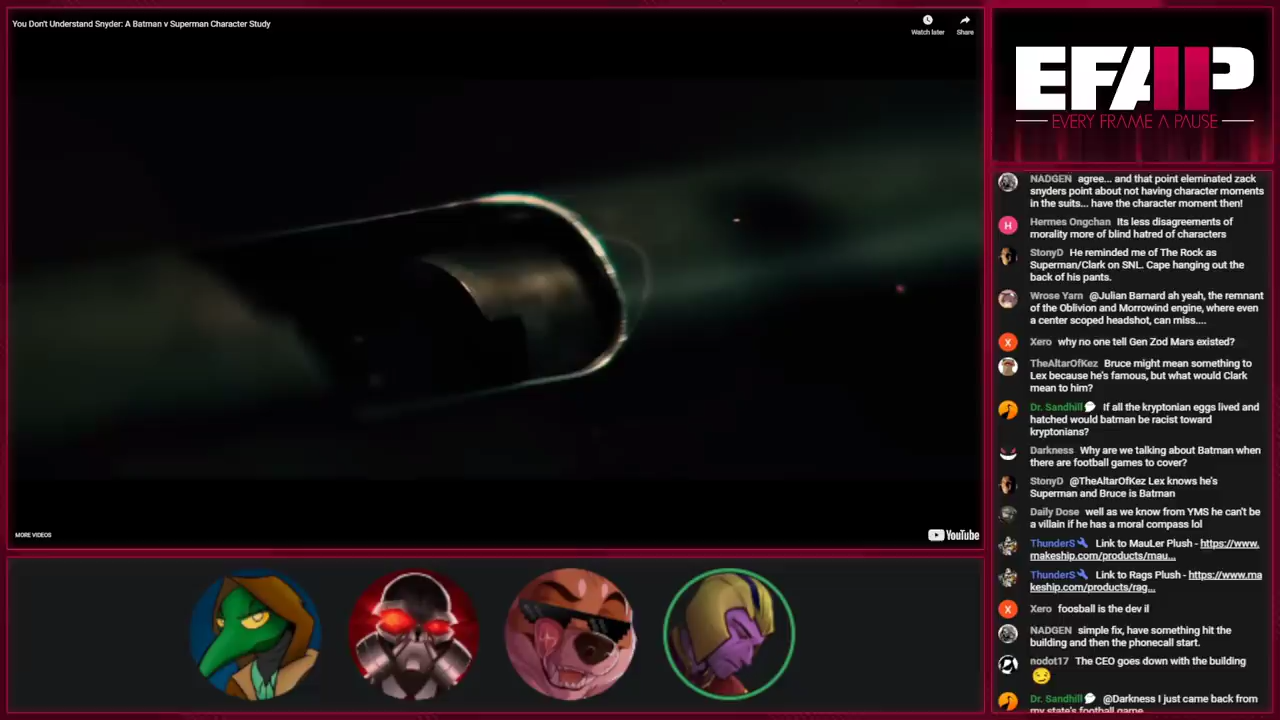 You Don't Understand Snyder: A Batman v Superman Character Study
Watch later
Share
MORE VIDEOS
YouTube
EFAP
EVERY FRAME A PAUSE
NADGEN agree... and that point eleminated zack
snyders point about not having character moments
in the suits... have the character moment then!
H
Hermes Ongchan Its less disagreements of
morality more of blind hatred of characters
StonyD He reminded me of The Rock as
Superman/Clark on SNL. Cape hanging out the
back of his pants.
Wrose Yarn @Julian Barnard ah yeah, the remnant
of the Oblivion and Morrowind engine, where even
a center scoped headshot, can miss....
X
Xero why no one tell Gen Zod Mars existed?
TheAltarOfKez Bruce might mean something to
Lex because he's famous, but what would Clark
mean to him?
Dr. Sandhill If all the kryptonian eggs lived and
hatched would batman be racist toward
kryptonians?
Darkness Why are we talking about Batman when
there are football games to cover?
StonyD @TheAltarOfKez Lex knows he's
Superman and Bruce is Batman
Daily Dose well as we know from YMS he can't be
a villain if he has a moral compass lol
ThunderS Link to MauLer Plush - https://www.
makeship.com/products/mau...
ThunderS Link to Rags Plush - https://www.ma
keship.com/products/rag...
X
Xero foosball is the dev il
NADGEN simple fix, have something hit the
building and then the phonecall start.
nodot17 The CEO goes down with the building
😏
Dr. Sandhill @Darkness I just came back from
my state's football game